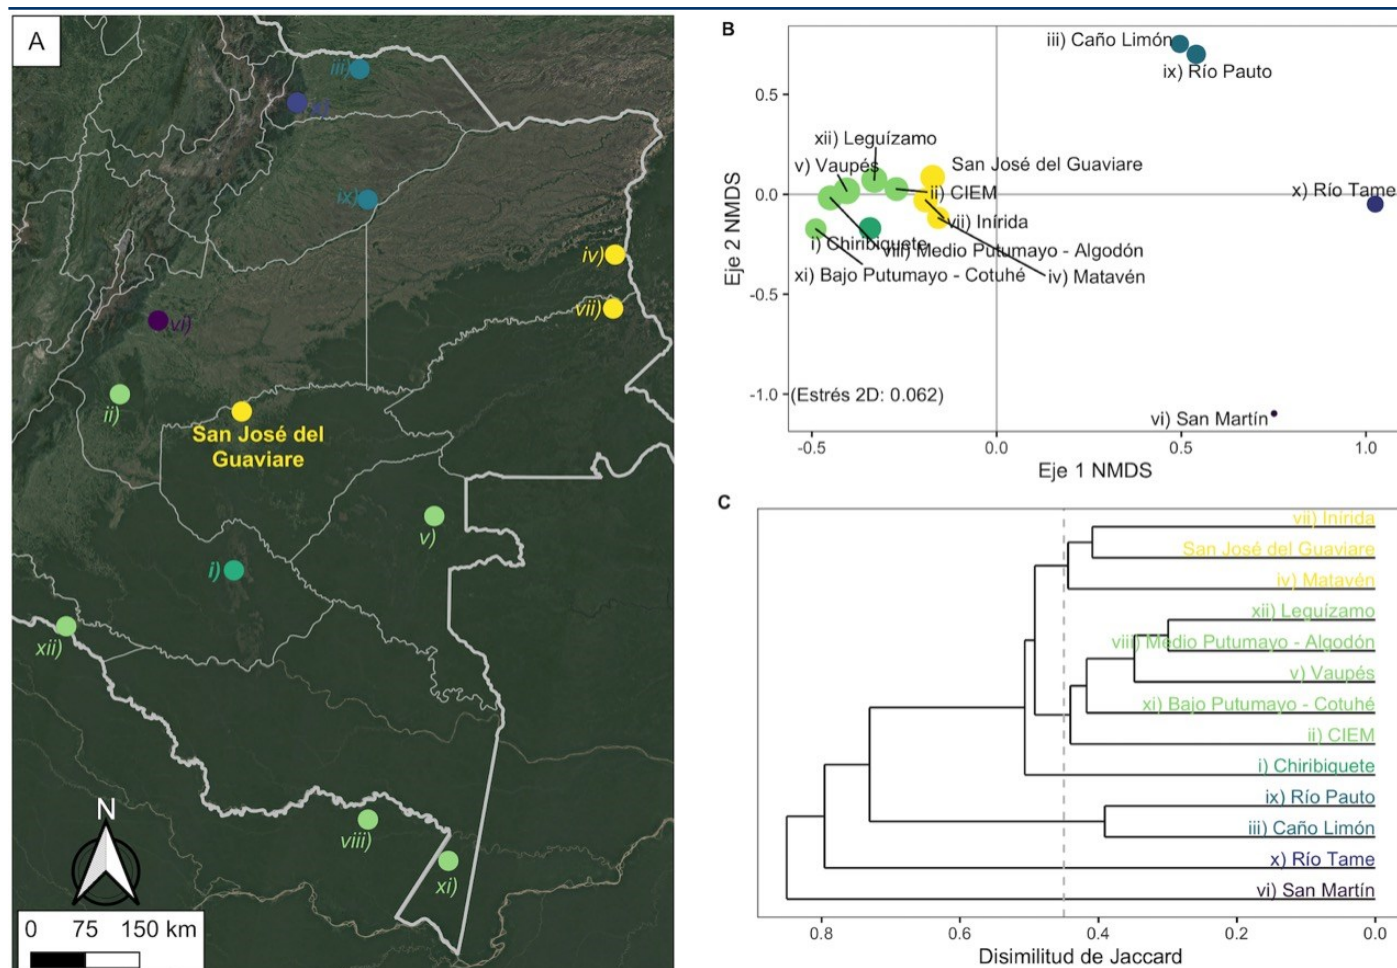 A
iii)
x)
ix)
iv)
vii)
vi)
ii)
San José del
Guaviare
v)
i)
xii)
viii)
xi)
N
0 75 150 km
B
iii) Caño Limón
ix) Río Pauto
0.5
xii) Leguízamo
v) Vaupés
San José del Guaviare
ii) CIEM
x) Río Tame
0.0
vii) Inírida
i) Chiribiquete
viii) Medio Putumayo - Algodón
xi) Bajo Putumayo - Cotuhé
iv) Matavén
-0.5
-1.0
(Estrés 2D: 0.062)
vi) San Martín
-0.5 0.0 0.5 1.0
Eje 1 NMDS
Eje 2 NMDS
C
vii) Inírida
San José del Guaviare
iv) Matavén
xii) Leguízamo
viii) Medio Putumayo - Algodón
v) Vaupés
xi) Bajo Putumayo - Cotuhé
ii) CIEM
i) Chiribiquete
ix) Río Pauto
iii) Caño Limón
x) Río Tame
vi) San Martín
0.8 0.6 0.4 0.2 0.0
Disimilitud de Jaccard